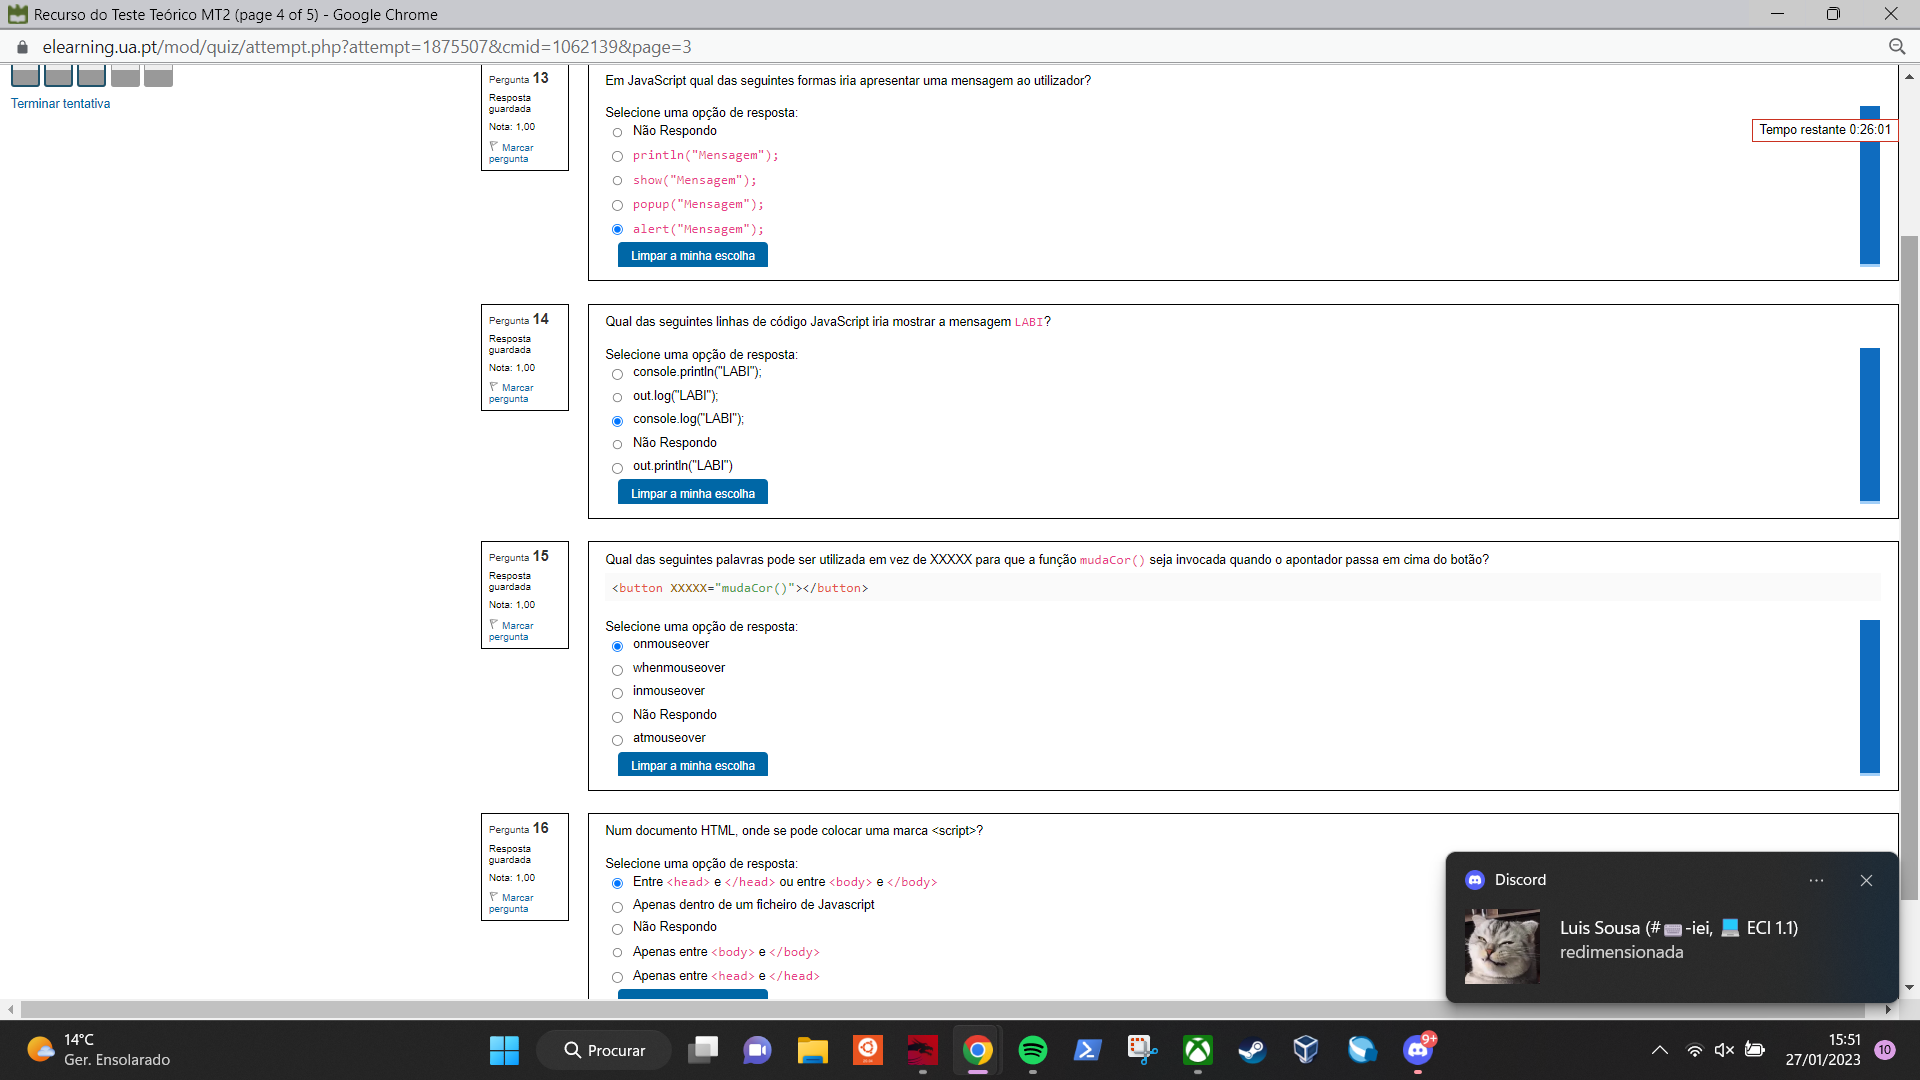 Recurso do Teste Teórico MT2 (page 4 of 5) - Google Chrome
elearning.ua.pt/mod/quiz/attempt.php?attempt=1875507&cmid=1062139&page=3
Terminar tentativa
Tempo restante 0:26:01
Pergunta 13
Resposta
guardada
Nota: 1,00
Marcar
pergunta
Em JavaScript qual das seguintes formas iria apresentar uma mensagem ao utilizador?
Selecione uma opção de resposta:
Não Respondo
println("Mensagem");
show("Mensagem");
popup("Mensagem");
alert("Mensagem");
Limpar a minha escolha
Pergunta 14
Resposta
guardada
Nota: 1,00
Marcar
pergunta
Qual das seguintes linhas de código JavaScript iria mostrar a mensagem LABI?
Selecione uma opção de resposta:
console.println("LABI");
out.log("LABI");
console.log("LABI");
Não Respondo
out.println("LABI")
Limpar a minha escolha
Pergunta 15
Resposta
guardada
Nota: 1,00
Marcar
pergunta
Qual das seguintes palavras pode ser utilizada em vez de XXXXX para que a função mudaCor() seja invocada quando o apontador passa em cima do botão?
<button XXXXX="mudaCor()"></button>
Selecione uma opção de resposta:
onmouseover
whenmouseover
inmouseover
Não Respondo
atmouseover
Limpar a minha escolha
Pergunta 16
Resposta
guardada
Nota: 1,00
Marcar
pergunta
Num documento HTML, onde se pode colocar uma marca <script>?
Selecione uma opção de resposta:
Entre <head> e </head> ou entre <body> e </body>
Apenas dentro de um ficheiro de Javascript
Não Respondo
Apenas entre <body> e </body>
Apenas entre <head> e </head>
Discord
Luis Sousa (#⌨️-iei, 💻 ECI 1.1)
redimensionada
14°C
Ger. Ensolarado
Procurar
9+
15:51
27/01/2023
10